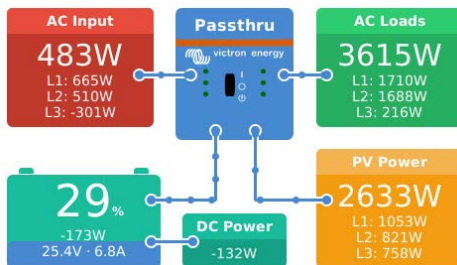 AC Input
483W
L1: 665W
L2: 510W
L3: -301W
Passthru
victron energy
I
AC Loads
3615W
L1: 1710W
L2: 1688W
L3: 216W
29%
-173W
25.4V · 6.8A
DC Power
-132W
PV Power
2633W
L1: 1053W
L2: 821W
L3: 758W